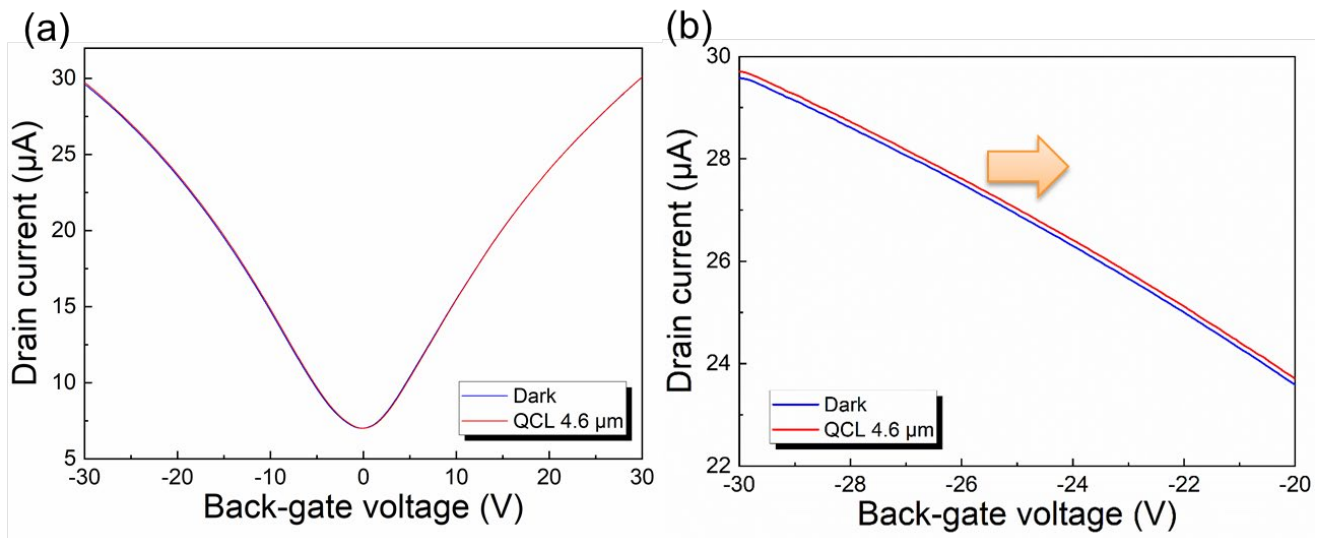 (a)
30
25
20
15
10
5
-30
-20
-10
0
10
20
30
Drain current (µA)
Back-gate voltage (V)
Dark
QCL 4.6 µm
(b)
30
28
26
24
22
-30
-28
-26
-24
-22
-20
Drain current (µA)
Back-gate voltage (V)
Dark
QCL 4.6 µm